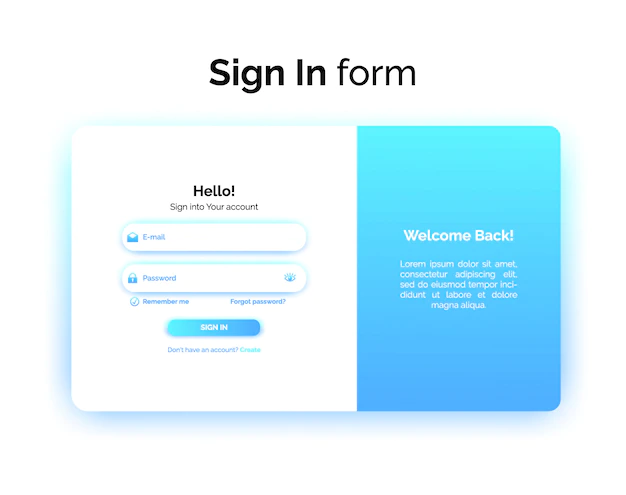 Sign In form
Hello!
Sign into Your account
E-mail
Password
Remember me
Forgot password?
SIGN IN
Don't have an account? Create
Welcome Back!
Lorem ipsum dolor sit amet,
consectetur adipiscing elit,
sed do eiusmod tempor inci-
didunt ut labore et dolore
magna aliqua.